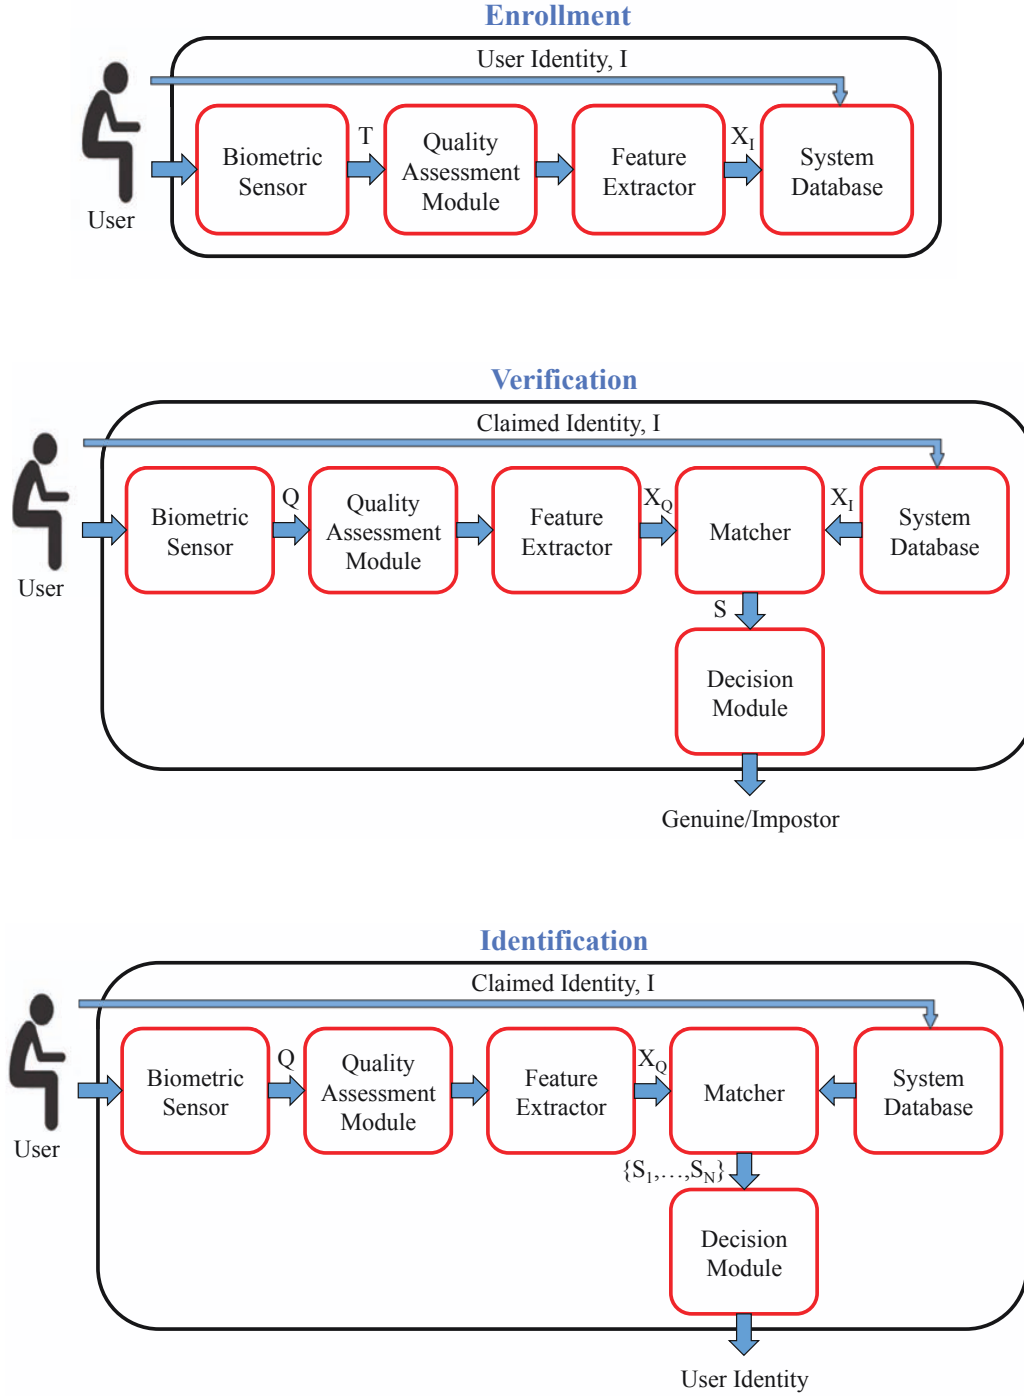 Enrollment
User Identity, I
Biometric
Sensor
T
Quality
Assessment
Module
Feature
Extractor
X_I
System
Database
User
Verification
Claimed Identity, I
Biometric
Sensor
Q
Quality
Assessment
Module
Feature
Extractor
X_Q
Matcher
X_I
System
Database
User
S
Decision
Module
Genuine/Impostor
Identification
Claimed Identity, I
Biometric
Sensor
Q
Quality
Assessment
Module
Feature
Extractor
X_Q
Matcher
System
Database
User
{S_1,…,S_N}
Decision
Module
User Identity